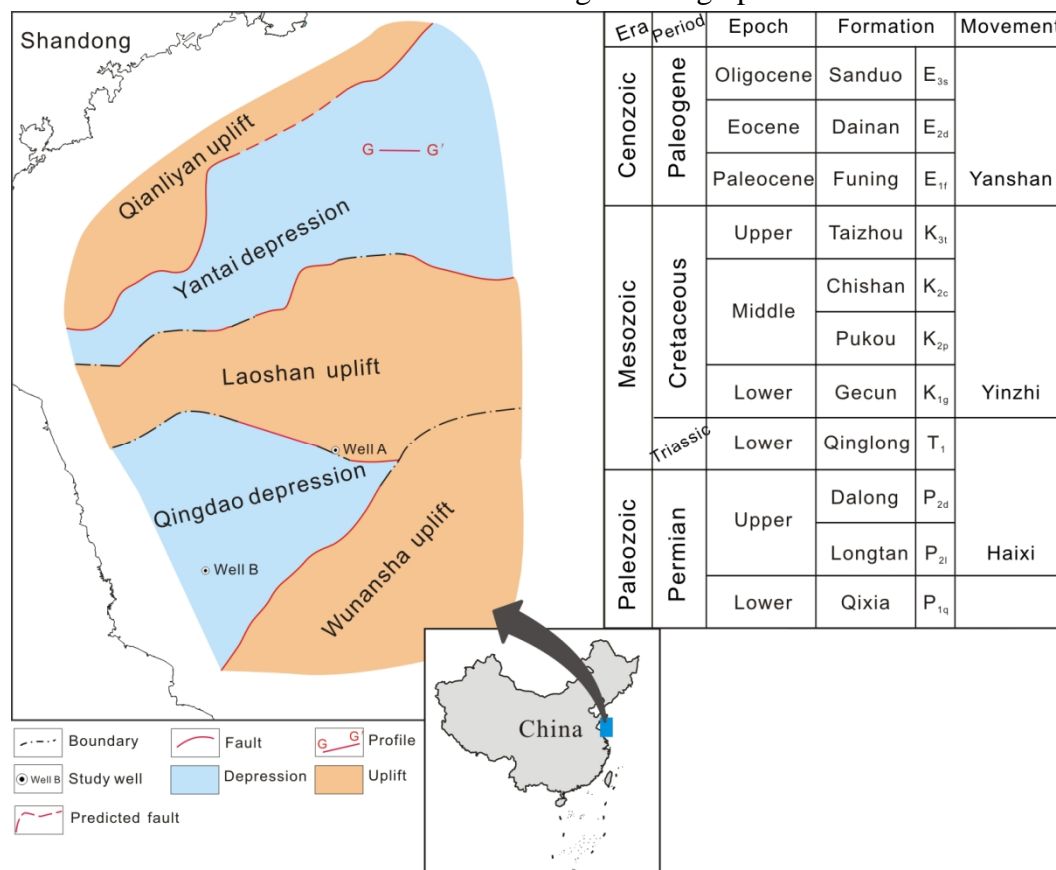 Shandong
Qianliyan uplift
G G'
Yantai depression
Laoshan uplift
Well A
Qingdao depression
Well B
Wunansha uplift
Era Period Epoch Formation Movement
Cenozoic Paleogene Oligocene Sanduo E3s
Eocene Dainan E2d
Paleocene Funing E1f Yanshan
Mesozoic Cretaceous Upper Taizhou K3t
Middle Chishan K2c
Pukou K2p
Lower Gecun K1g Yinzhi
Triassic Lower Qinglong T1
Paleozoic Permian Upper Dalong P2d
Longtan P2l Haixi
Lower Qixia P1q
China
Boundary Fault G G' Profile
Well B Study well Depression Uplift
Predicted fault